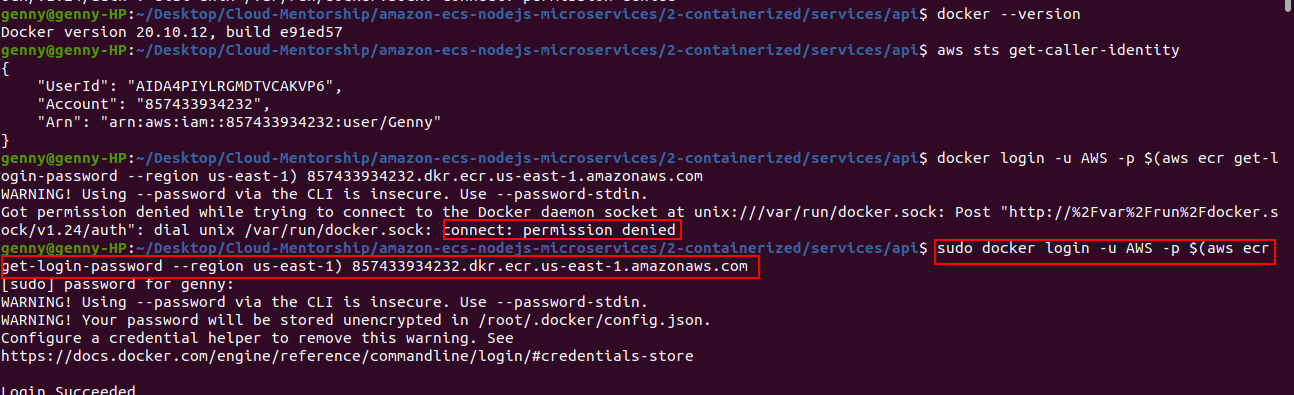 genny@genny-HP:~/Desktop/Cloud-Mentorship/amazon-ecs-nodejs-microservices/2-containerized/services/api$ docker --version
Docker version 20.10.12, build e91ed57
genny@genny-HP:~/Desktop/Cloud-Mentorship/amazon-ecs-nodejs-microservices/2-containerized/services/api$ aws sts get-caller-identity
{
    "UserId": "AIDA4PIYLRGMDTVCAKVP6",
    "Account": "857433934232",
    "Arn": "arn:aws:iam::857433934232:user/Genny"
}
genny@genny-HP:~/Desktop/Cloud-Mentorship/amazon-ecs-nodejs-microservices/2-containerized/services/api$ docker login -u AWS -p $(aws ecr get-l
ogin-password --region us-east-1) 857433934232.dkr.ecr.us-east-1.amazonaws.com
WARNING! Using --password via the CLI is insecure. Use --password-stdin.
Got permission denied while trying to connect to the Docker daemon socket at unix:///var/run/docker.sock: Post "http://%2Fvar%2Frun%2Fdocker.s
ock/v1.24/auth": dial unix /var/run/docker.sock: connect: permission denied
genny@genny-HP:~/Desktop/Cloud-Mentorship/amazon-ecs-nodejs-microservices/2-containerized/services/api$ sudo docker login -u AWS -p $(aws ecr
get-login-password --region us-east-1) 857433934232.dkr.ecr.us-east-1.amazonaws.com
[sudo] password for genny:
WARNING! Using --password via the CLI is insecure. Use --password-stdin.
WARNING! Your password will be stored unencrypted in /root/.docker/config.json.
Configure a credential helper to remove this warning. See
https://docs.docker.com/engine/reference/commandline/login/#credentials-store
Login Succeeded